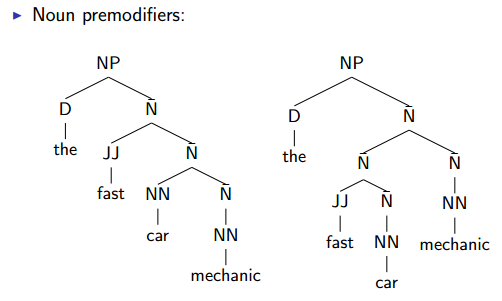 ▶ Noun premodifiers:
NP NP
D N̄ D N̄
the JJ N̄ the N̄ N̄
fast NN N̄ JJ N̄ NN
car NN fast NN mechanic
mechanic car